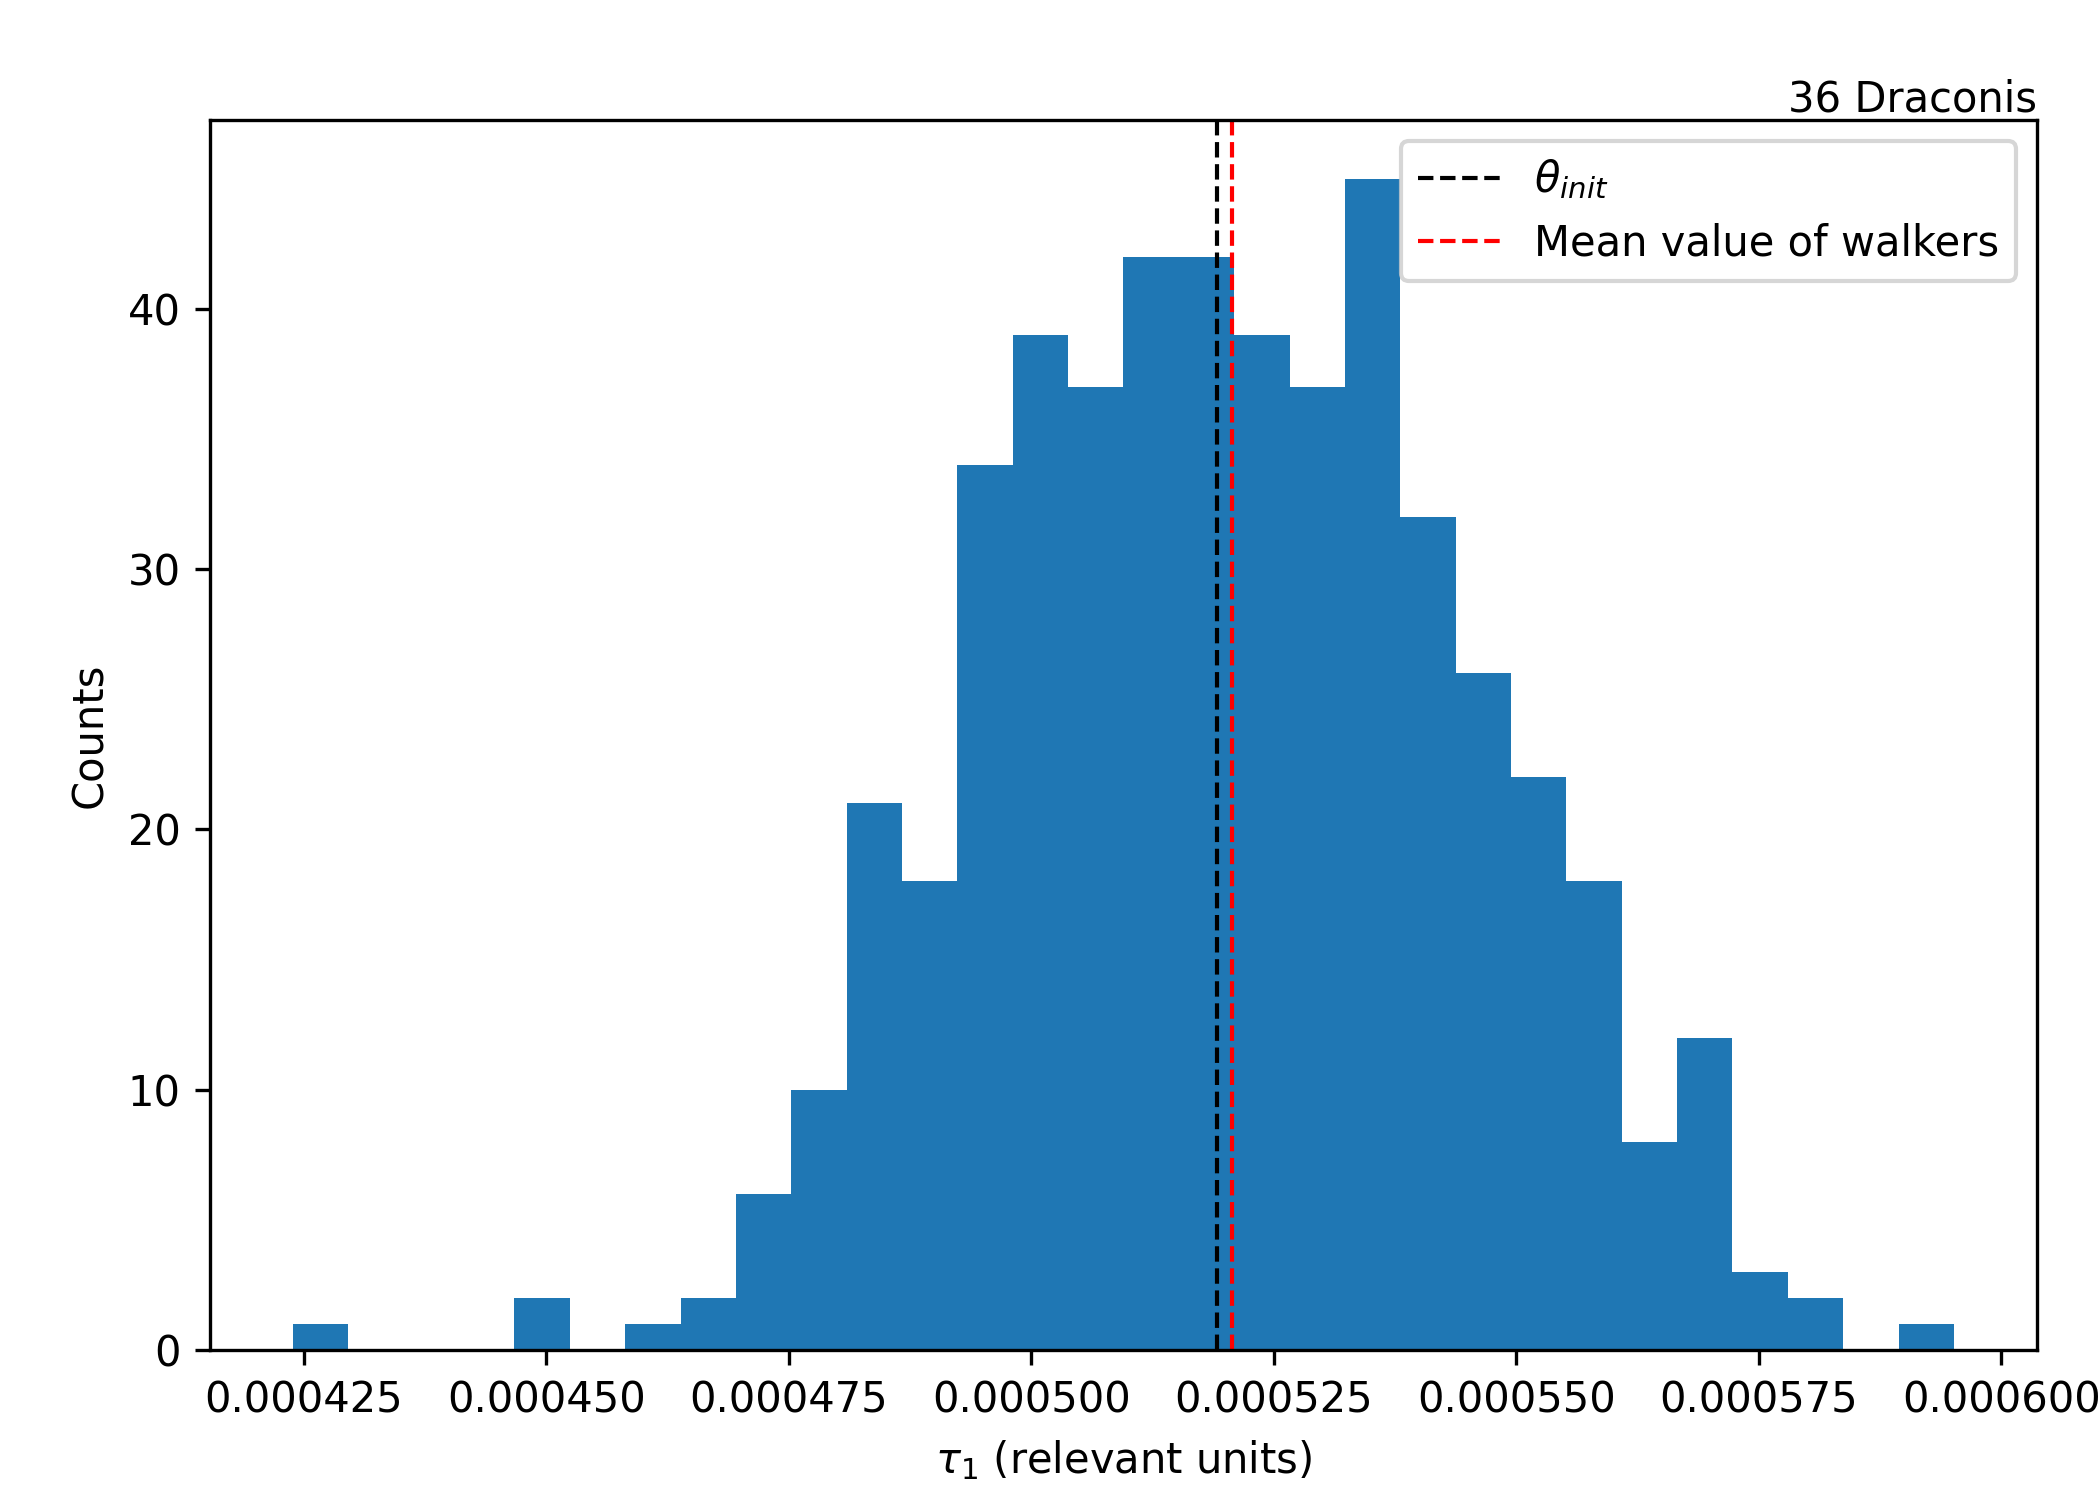 36 Draconis
θinit
Mean value of walkers
40
30
20
10
0
Counts
0.000425 0.000450 0.000475 0.000500 0.000525 0.000550 0.000575 0.000600
τ1 (relevant units)